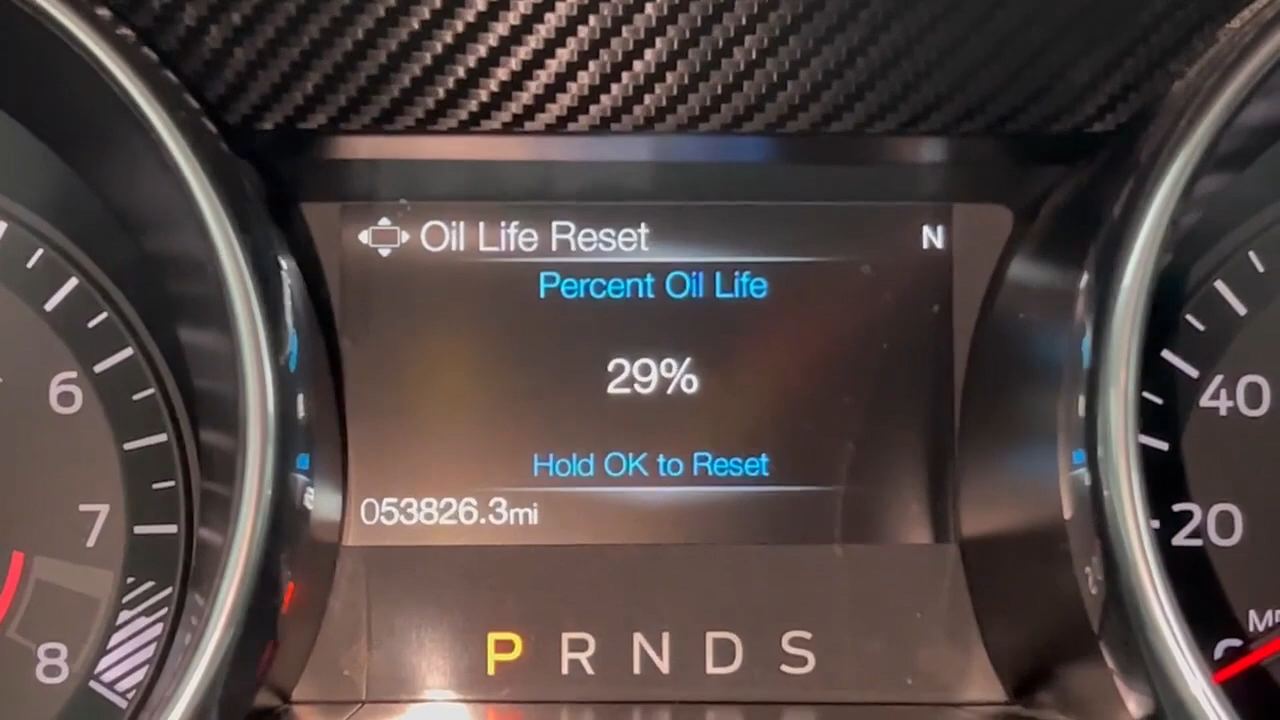 Oil Life Reset N
Percent Oil Life
29%
Hold OK to Reset
053826.3mi
P R N D S
6
7
8
40
20